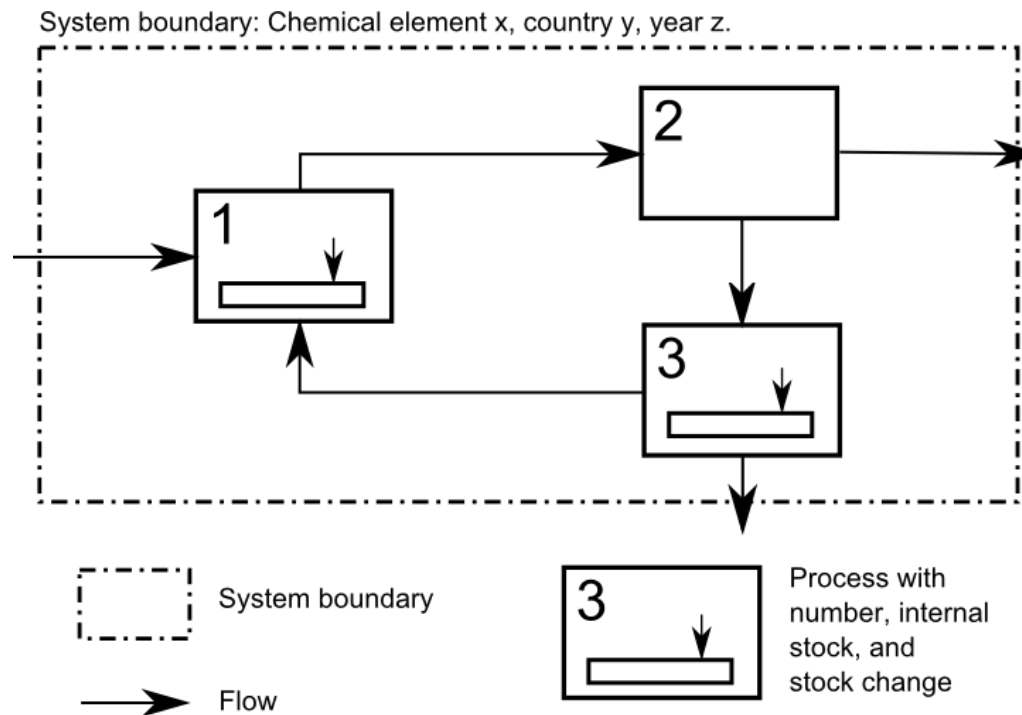 System boundary: Chemical element x, country y, year z.
2
1
3
System boundary
3
Process with
number, internal
stock, and
stock change
Flow